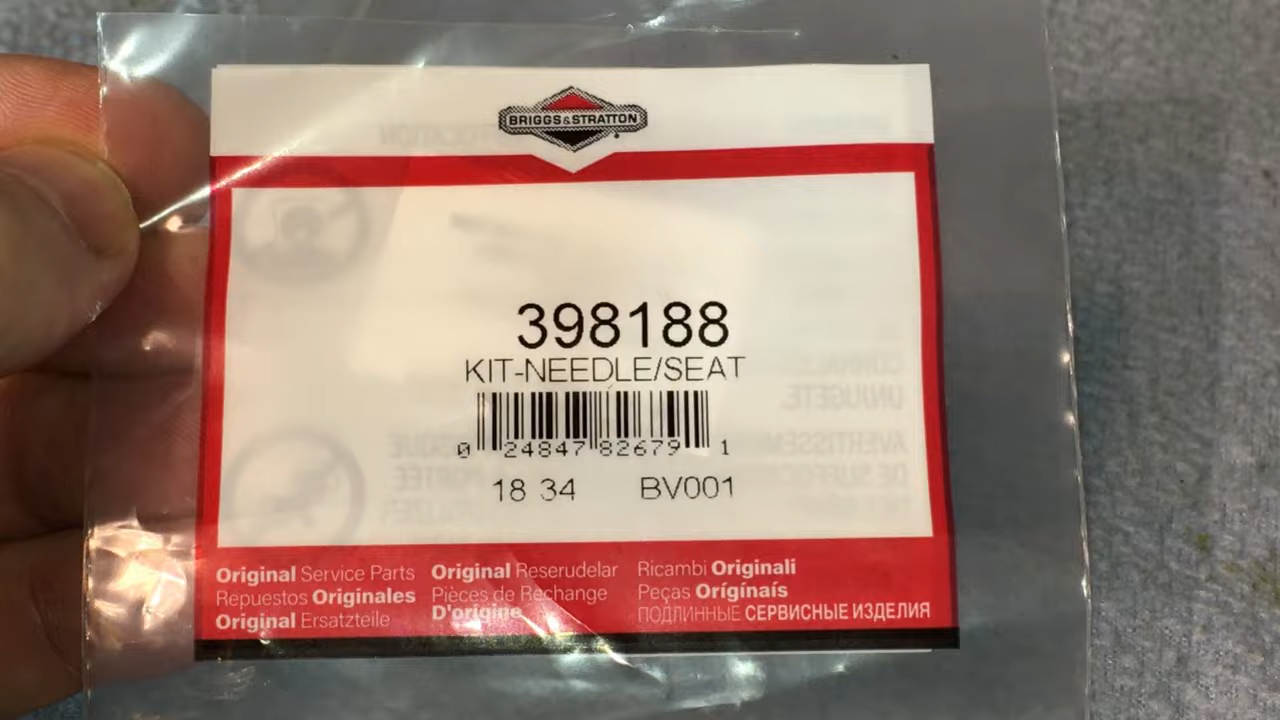 BRIGGS & STRATTON
398188
KIT-NEEDLE/SEAT
0 24847 82679 1
18 34 BV001
Original Service Parts
Repuestos Originales
Original Ersatzteile
Original Reserudelar
Pièces de Rechange
D'origine
Ricambi Originali
Peças Oríginaís
ПОДЛИННЫЕ СЕРВИСНЫЕ ИЗДЕЛИЯ